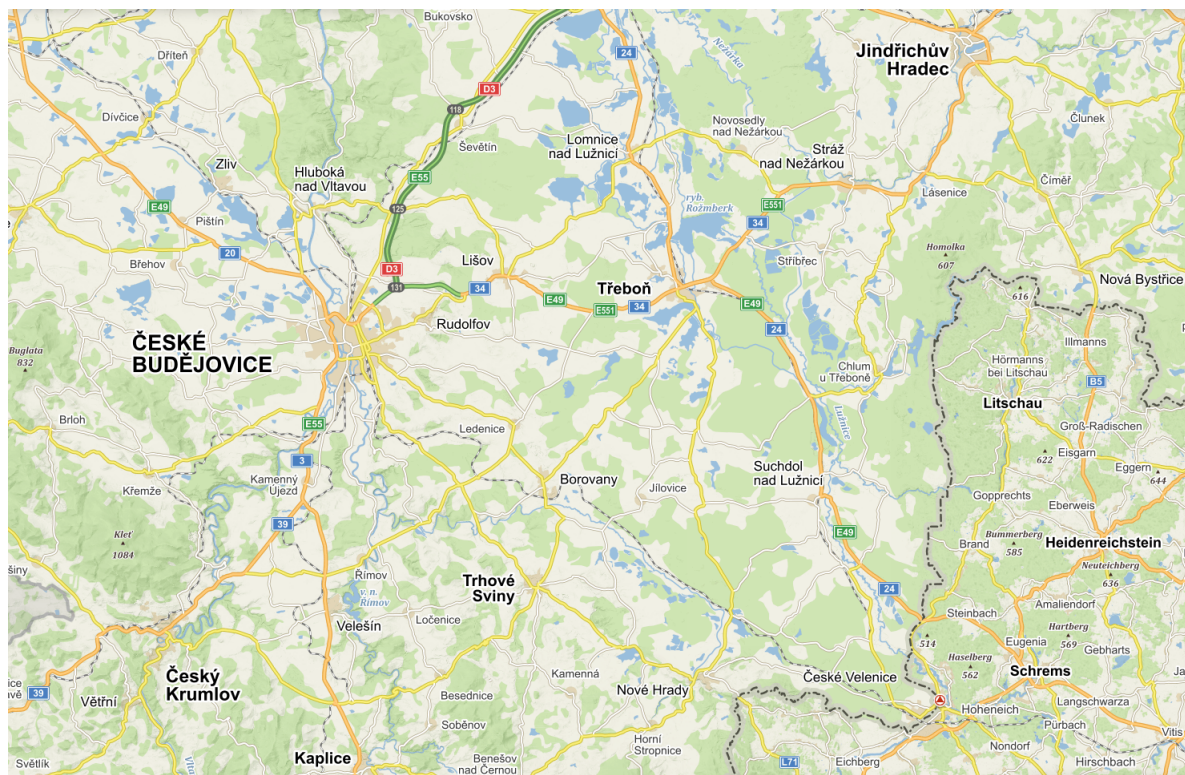 Bukovsko
24
Jindřichův
Hradec
Dříteň
Nežárka
D3
118
Dívčice
Člunek
Novosedly
nad Nežárkou
Lomnice
nad Lužnicí
Ševětín
Stráž
nad Nežárkou
Zliv
Hluboká
nad Vltavou
E55
Číměř
Lásenice
E49
125
ryb.
Rožmberk
E551
34
Pištín
20
Homolka
607
Břehov
D3
Lišov
Stříbřec
Nová Bystřice
131
34
Třeboň
616
E49
E551
34
E49
24
Rudolfov
ČESKÉ
BUDĚJOVICE
Illmanns
Buglata
832
Hörmanns
bei Litschau
Chlum
u Třeboně
B5
Litschau
Brloh
E55
Lužnice
Ledenice
Groß-Radischen
Eisgarn
622
3
Eggern
644
Suchdol
nad Lužnicí
Kamenný
Újezd
Borovany
Křemže
Jílovice
Gopprechts
Eberweis
39
Kleť
1084
E49
Bummerberg
585
Brand
Heidenreichstein
Neuteichberg
636
šiny
Římov
Trhové
Sviny
24
v. n.
Římov
Amaliendorf
Steinbach
Ločenice
Velešín
Hartberg
569
514
Eugenia
Gebharts
Haselberg
562
Schrems
Český
Krumlov
Kamenná
České Velenice
39
Větřní
Besednice
Nové Hrady
Langschwarza
Hoheneich
Soběnov
Pürbach
Vitis
Horní
Stropnice
Nondorf
Kaplice
Benešov
nad Černou
Světlík
L71
Eichberg
Hirschbach